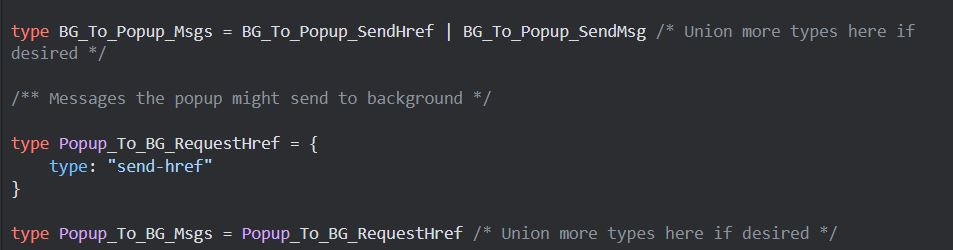 type BG_To_Popup_Msgs = BG_To_Popup_SendHref | BG_To_Popup_SendMsg /* Union more types here if
desired */
/** Messages the popup might send to background */
type Popup_To_BG_RequestHref = {
    type: "send-href"
}
type Popup_To_BG_Msgs = Popup_To_BG_RequestHref /* Union more types here if desired */